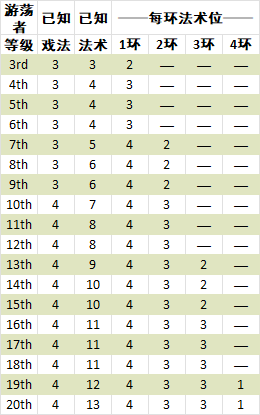 游荡者等级 已知戏法 已知法术 ——每环法术位——
1环 2环 3环 4环
3rd 3 3 2 — — —
4th 3 4 3 — — —
5th 3 4 3 — — —
6th 3 4 3 — — —
7th 3 5 4 2 — —
8th 3 6 4 2 — —
9th 3 6 4 2 — —
10th 4 7 4 3 — —
11th 4 8 4 3 — —
12th 4 8 4 3 — —
13th 4 9 4 3 2 —
14th 4 10 4 3 2 —
15th 4 10 4 3 2 —
16th 4 11 4 3 3 —
17th 4 11 4 3 3 —
18th 4 11 4 3 3 —
19th 4 12 4 3 3 1
20th 4 13 4 3 3 1